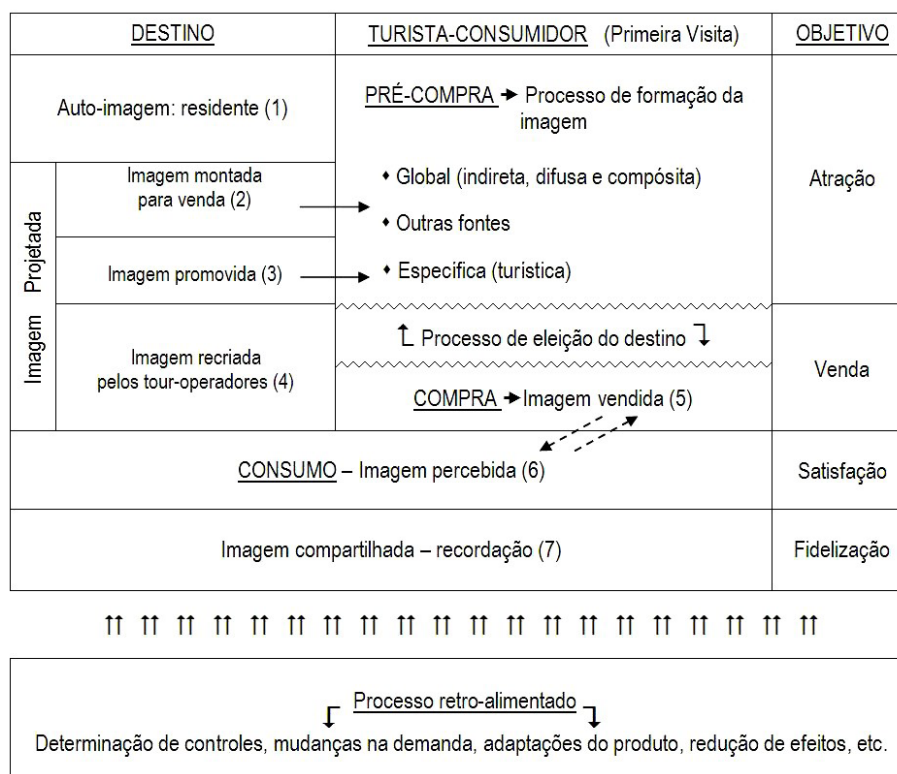 DESTINO
TURISTA-CONSUMIDOR (Primeira Visita)
OBJETIVO
Auto-imagem: residente (1)
PRÉ-COMPRA Processo de formação da
imagem
Imagem Projetada
Imagem montada
para venda (2)
Global (indireta, difusa e compósita)
Outras fontes
Atração
Imagem promovida (3)
Especifica (turistica)
Imagem recriada
pelos tour-operadores (4)
Processo de eleição do destino
COMPRA Imagem vendida (5)
Venda
CONSUMO – Imagem percebida (6)
Satisfação
Imagem compartilhada – recordação (7)
Fidelização
Processo retro-alimentado
Determinação de controles, mudanças na demanda, adaptações do produto, redução de efeitos, etc.